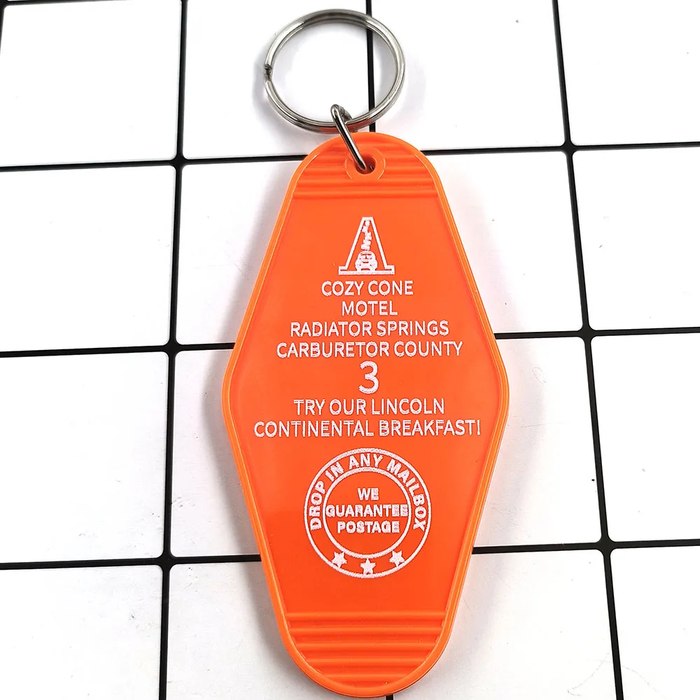 COZY CONE
MOTEL
RADIATOR SPRINGS
CARBURETOR COUNTY
3
TRY OUR LINCOLN
CONTINENTAL BREAKFAST!
DROP IN ANY MAILBOX
WE
GUARANTEE
POSTAGE